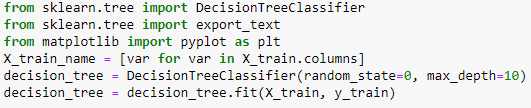 from sklearn.tree import DecisionTreeClassifier
from sklearn.tree import export_text
from matplotlib import pyplot as plt
X_train_name = [var for var in X_train.columns]
decision_tree = DecisionTreeClassifier(random_state=0, max_depth=10)
decision_tree = decision_tree.fit(X_train, y_train)